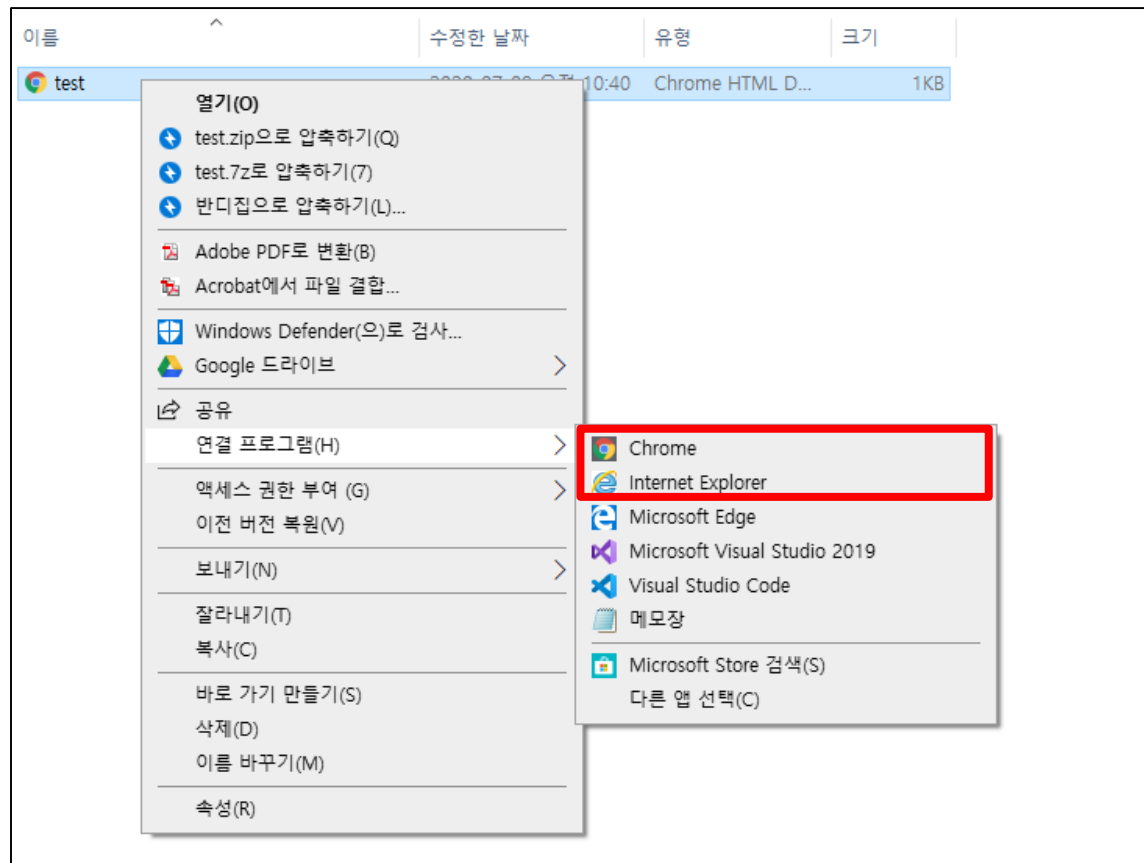 이름 수정한 날짜 유형 크기
test 10:40 Chrome HTML D... 1KB
열기(O)
test.zip으로 압축하기(Q)
test.7z로 압축하기(7)
반디집으로 압축하기(L)...
Adobe PDF로 변환(B)
Acrobat에서 파일 결합...
Windows Defender(으)로 검사...
Google 드라이브
공유
연결 프로그램(H)
액세스 권한 부여 (G)
이전 버전 복원(V)
보내기(N)
잘라내기(T)
복사(C)
바로 가기 만들기(S)
삭제(D)
이름 바꾸기(M)
속성(R)
Chrome
Internet Explorer
Microsoft Edge
Microsoft Visual Studio 2019
Visual Studio Code
메모장
Microsoft Store 검색(S)
다른 앱 선택(C)